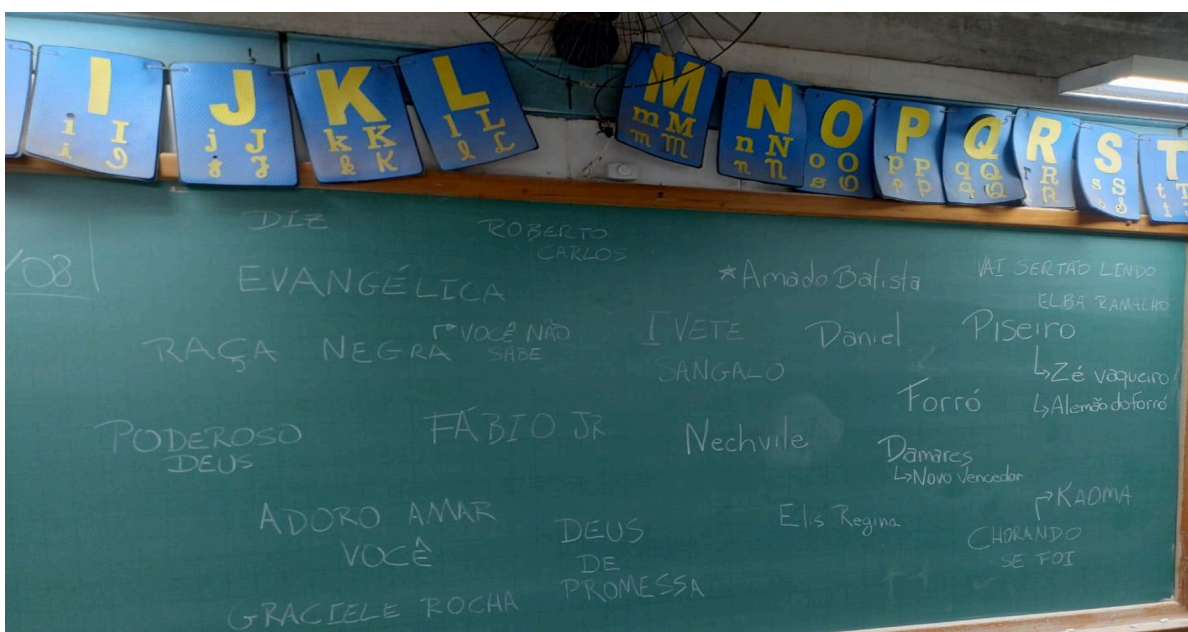 I
i I
i I
J
j J
j J
K
k K
k K
L
l L
l L
M
m M
m M
N
n N
n N
O
o O
o O
P
p P
p P
Q
q Q
q Q
R
r R
R
S
s S
s S
T
t T
t
/08
DIZ
ROBERTO
CARLOS
EVANGÉLICA
*Amado Batista
VAI SERTÃO LINDO
ELBA RAMALHO
RAÇA NEGRA
↱VOCÊ NÃO
SABE
IVETE
SANGALO
Daniel
Piseiro
↳Zé vaqueiro
↳Alemão do forró
Forró
PODEROSO
DEUS
FÁBIO JR
Nechvile
Damares
↳Novo Vencedor
ADORO AMAR
VOCÊ
DEUS
DE
PROMESSA
Elis Regina
↱KAOMA
CHORANDO
SE FOI
GRACIELE ROCHA